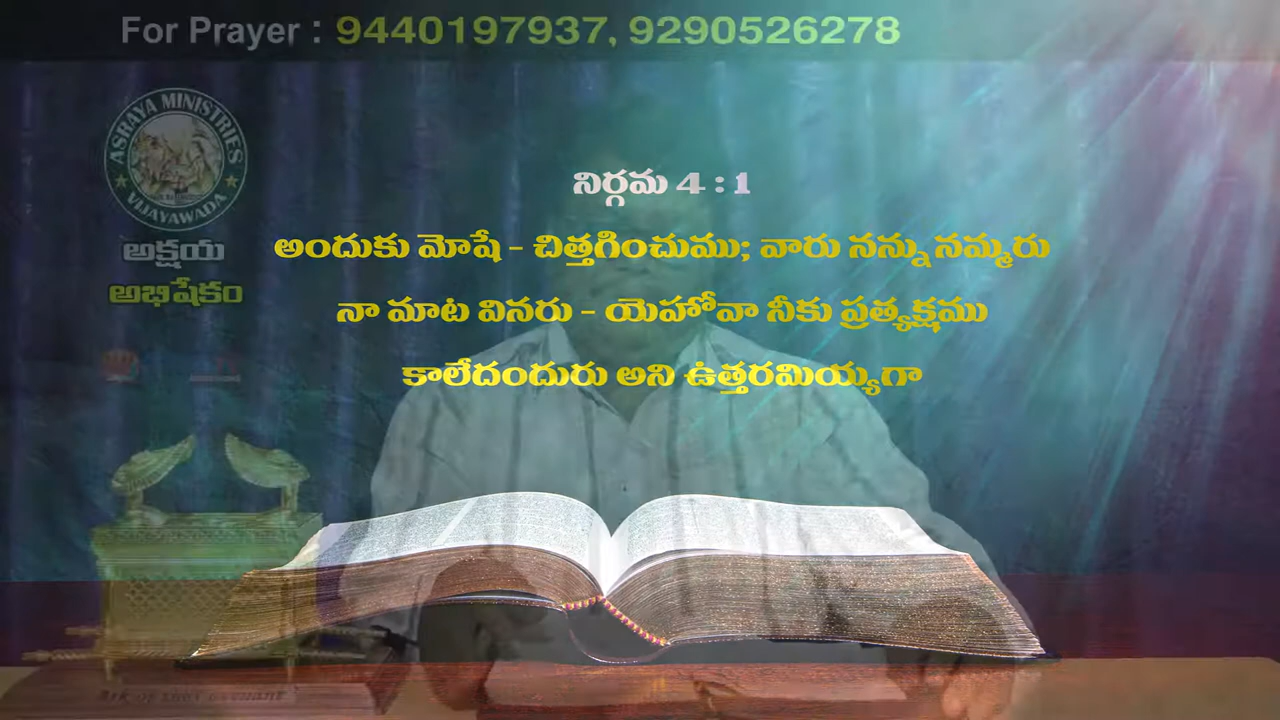 For Prayer : 9440197937, 9290526278
ASRAYA MINISTRIES
VIJAYAWADA
అక్షయ
అభిషేకం
నిర్గమ 4 : 1
అందుకు మోషే - చిత్తగించుము; వారు నన్ను నమ్మరు
నా మాట వినరు - యెహోవా నీకు ప్రత్యక్షము
కాలేదందురు అని ఉత్తరమియ్యగా